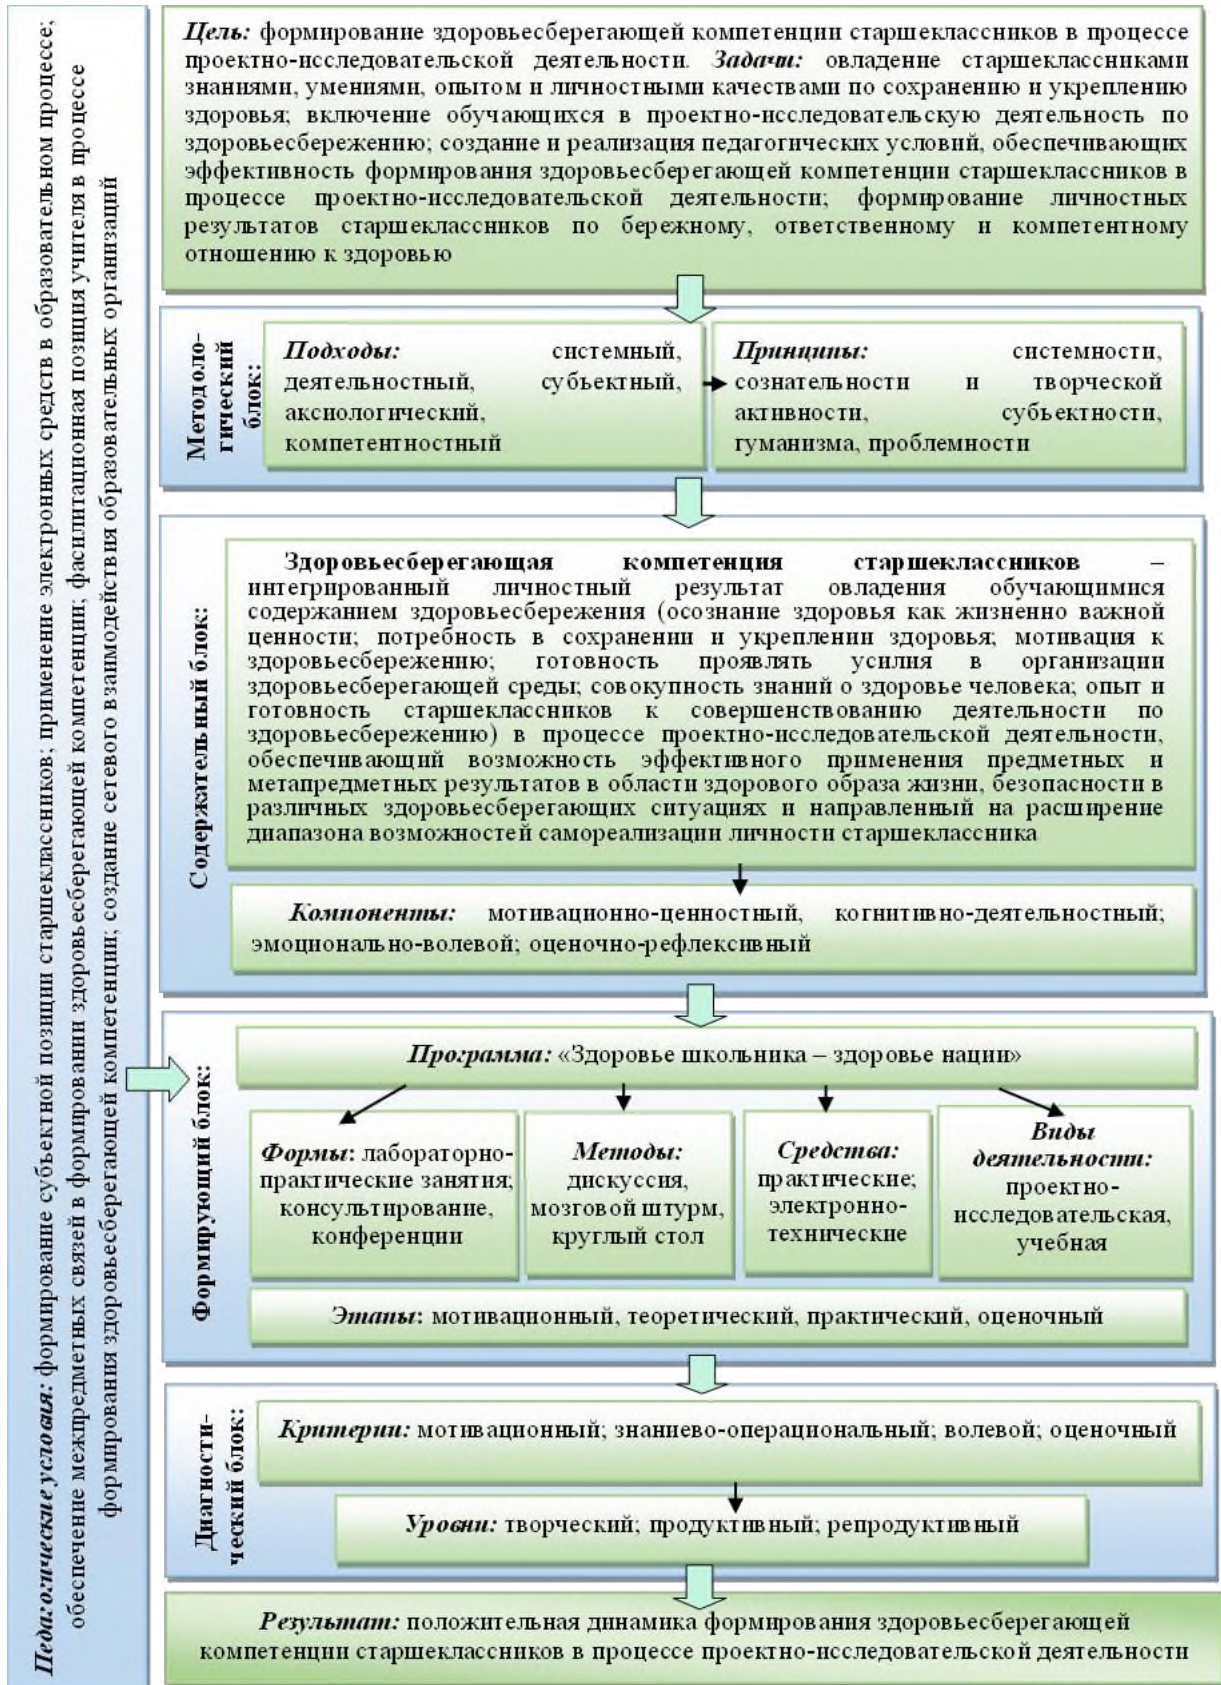 Педагогические условия: формирование субъектной позиции старшеклассников; применение электронных средств в образовательном процессе;
обеспечение межпредметных связей в формировании здоровьесберегающей компетенции; фасилитационная позиция учителя в процессе
формирования здоровьесберегающей компетенции; создание сетевого взаимодействия образовательных организаций
Цель: формирование здоровьесберегающей компетенции старшеклассников в процессе
проектно-исследовательской деятельности. Задачи: овладение старшеклассниками
знаниями, умениями, опытом и личностными качествами по сохранению и укреплению
здоровья; включение обучающихся в проектно-исследовательскую деятельность по
здоровьесбережению; создание и реализация педагогических условий, обеспечивающих
эффективность формирования здоровьесберегающей компетенции старшеклассников в
процессе проектно-исследовательской деятельности; формирование личностных
результатов старшеклассников по бережному, ответственному и компетентному
отношению к здоровью
Методоло-
гический
блок:
Подходы: системный,
деятельностный, субъектный,
аксиологический,
компетентностный
Принципы: системности,
сознательности и творческой
активности, субъектности,
гуманизма, проблемности
Содержательный блок:
Здоровьесберегающая компетенция старшеклассников –
интегрированный личностный результат овладения обучающимися
содержанием здоровьесбережения (осознание здоровья как жизненно важной
ценности; потребность в сохранении и укреплении здоровья; мотивация к
здоровьесбережению; готовность проявлять усилия в организации
здоровьесберегающей среды; совокупность знаний о здоровье человека; опыт и
готовность старшеклассников к совершенствованию деятельности по
здоровьесбережению) в процессе проектно-исследовательской деятельности,
обеспечивающий возможность эффективного применения предметных и
метапредметных результатов в области здорового образа жизни, безопасности в
различных здоровьесберегающих ситуациях и направленный на расширение
диапазона возможностей самореализации личности старшеклассника
Компоненты: мотивационно-ценностный, когнитивно-деятельностный;
эмоционально-волевой; оценочно-рефлексивный
Формирующий блок:
Программа: «Здоровье школьника – здоровье нации»
Формы: лабораторно-
практические занятия;
консультирование,
конференции
Методы:
дискуссия,
мозговой штурм,
круглый стол
Средства:
практические;
электронно-
технические
Виды
деятельности:
проектно-
исследовательская,
учебная
Этапы: мотивационный, теоретический, практический, оценочный
Диагности-
ческий блок:
Критерии: мотивационный; знаниево-операциональный; волевой; оценочный
Уровни: творческий; продуктивный; репродуктивный
Результат: положительная динамика формирования здоровьесберегающей
компетенции старшеклассников в процессе проектно-исследовательской деятельности